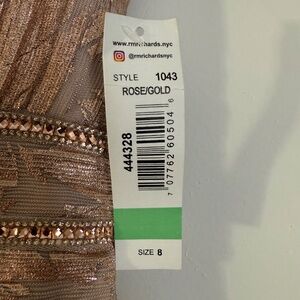 www.rmrichards.nyc
@rmrichardsnyc
STYLE 1043
ROSE/GOLD
444328
7 07762 60504 6
SIZE 8